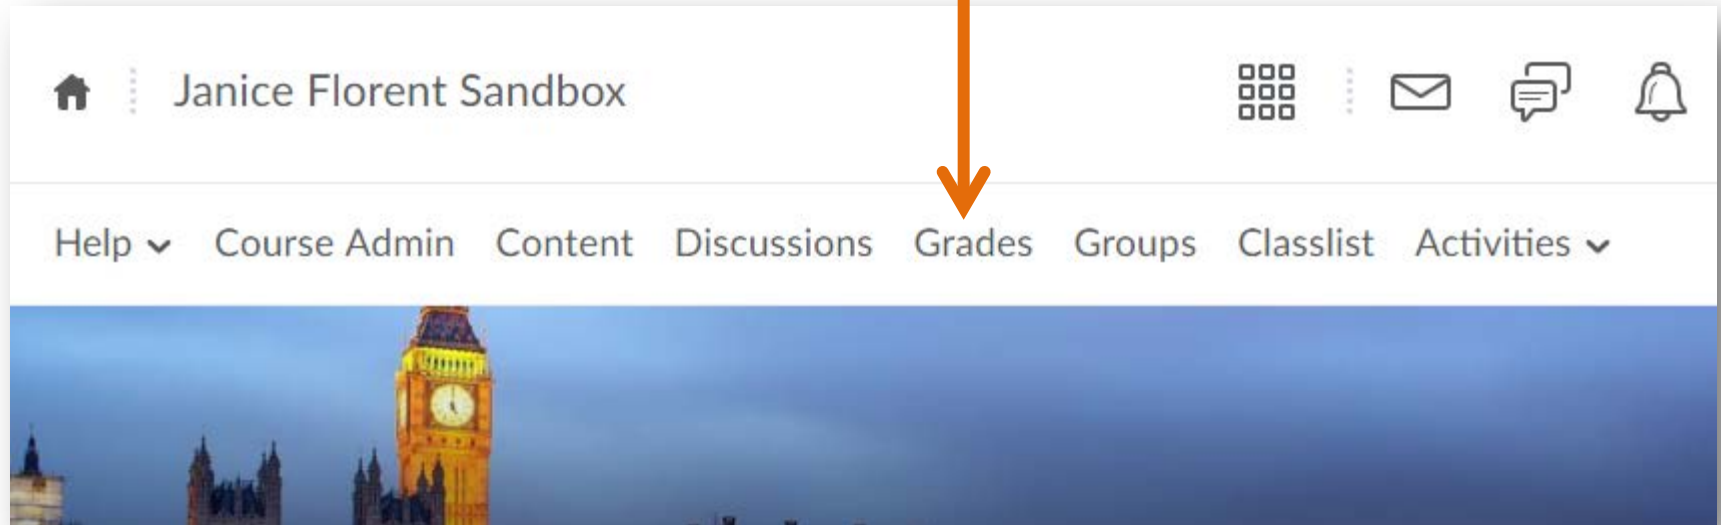 Janice Florent Sandbox
Help Course Admin Content Discussions Grades Groups Classlist Activities